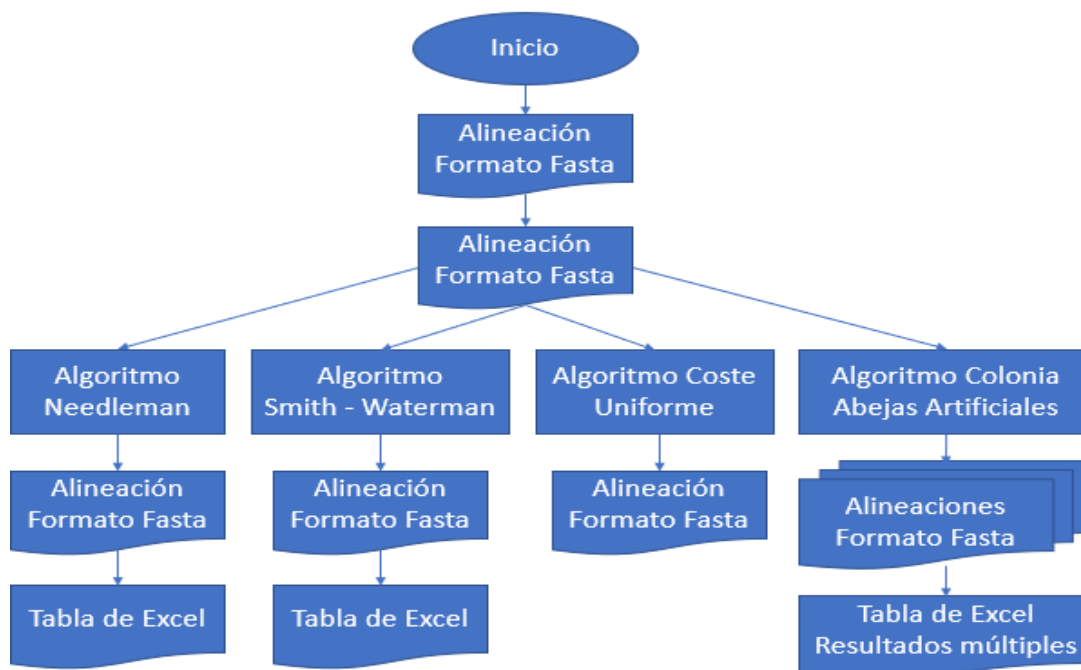 Inicio
Alineación
Formato Fasta
Alineación
Formato Fasta
Algoritmo
Needleman
Algoritmo
Smith - Waterman
Algoritmo Coste
Uniforme
Algoritmo Colonia
Abejas Artificiales
Alineación
Formato Fasta
Alineación
Formato Fasta
Alineación
Formato Fasta
Alineaciones
Formato Fasta
Tabla de Excel
Tabla de Excel
Tabla de Excel
Resultados múltiples